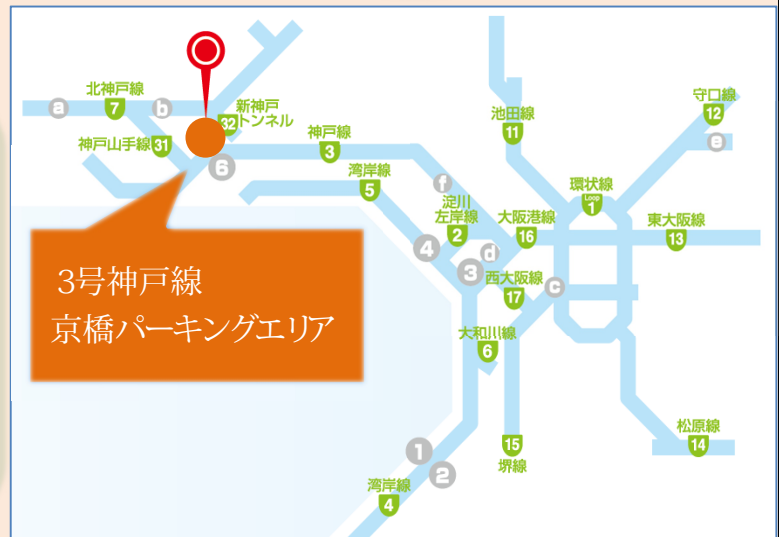 北神戸線
7
a
b
新神戸
トンネル
32
神戸山手線
31
6
神戸線
3
湾岸線
5
池田線
11
守口線
12
e
f
淀川
左岸線
2
4
d
3
大阪港線
16
環状線
Loop
1
東大阪線
13
西大阪線
17
c
大和川線
6
3号神戸線
京橋パーキングエリア
1
2
15
堺線
松原線
14
湾岸線
4